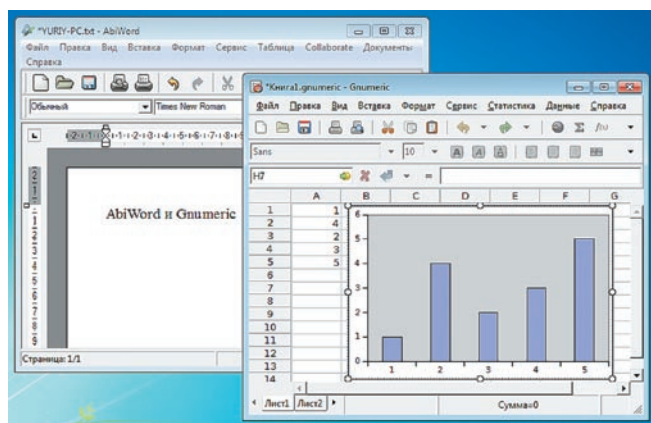 *YURIY-PC.txt - AbiWord
Файл Правка Вид Вставка Формат Сервис Таблица Collaborate Документы
Справка
Обычный
Times New Roman
AbiWord и Gnumeric
Страница: 1/1
*Книга1.gnumeric - Gnumeric
Файл Правка Вид Вставка Формат Сервис Статистика Данные Справка
Sans 10
H7 =
A B C D E F G
1 1
2 4
3 2
4 3
5 5
6
7
8
9
10
11
12
13
14
6
5
4
3
2
1
0
1 2 3 4 5
Лист1 Лист2
Сумма=0